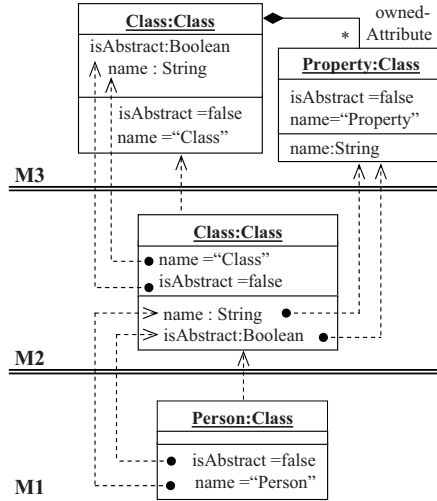 Class:Class
isAbstract:Boolean
name : String
isAbstract =false
name =“Class”
owned-
Attribute
*
Property:Class
isAbstract =false
name=“Property”
name:String
M3
Class:Class
name =“Class”
isAbstract =false
name : String
isAbstract:Boolean
M2
Person:Class
isAbstract =false
name =“Person”
M1